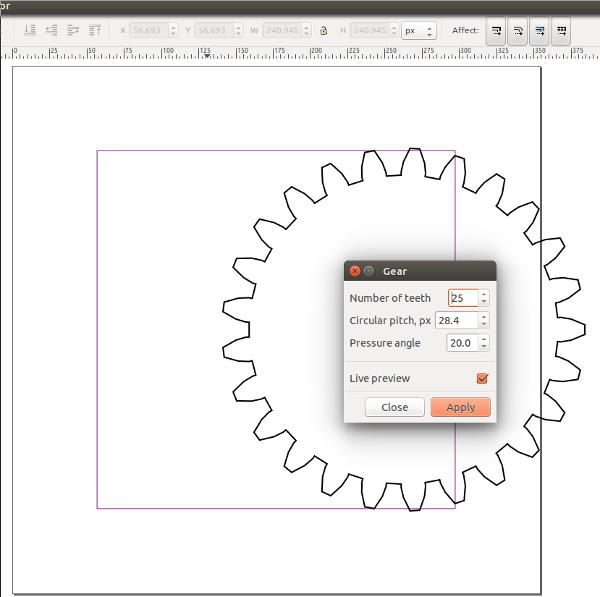 or
X 56.693 Y 56.693 W 240.945 H 240.945 px Affect:
0 25 50 75 100 125 150 175 200 225 250 275 300 325 350 375
Gear
Number of teeth 25
Circular pitch, px 28.4
Pressure angle 20.0
Live preview
Close Apply